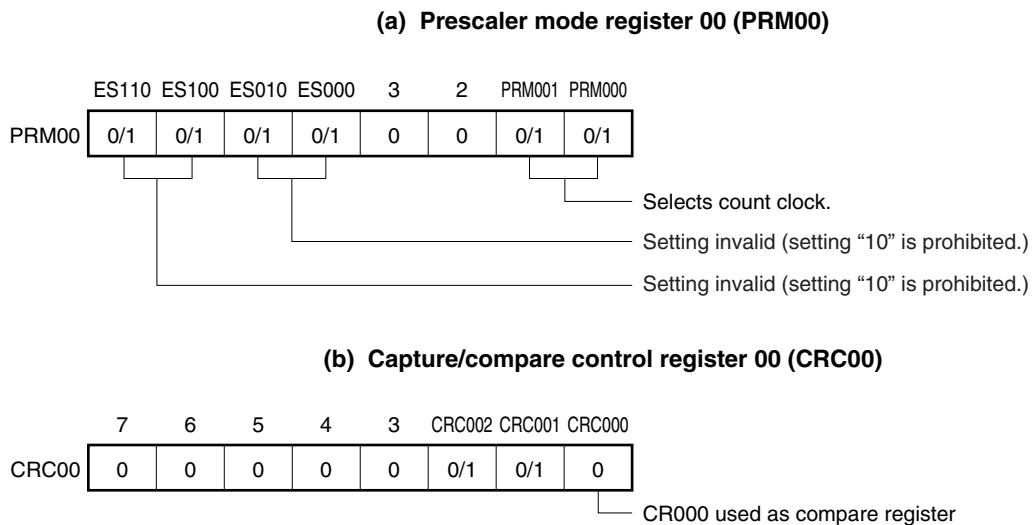 (a) Prescaler mode register 00 (PRM00)
ES110 ES100 ES010 ES000 3 2 PRM001 PRM000
PRM00 0/1 0/1 0/1 0/1 0 0 0/1 0/1
Selects count clock.
Setting invalid (setting “10” is prohibited.)
Setting invalid (setting “10” is prohibited.)
(b) Capture/compare control register 00 (CRC00)
7 6 5 4 3 CRC002 CRC001 CRC000
CRC00 0 0 0 0 0 0/1 0/1 0
CR000 used as compare register